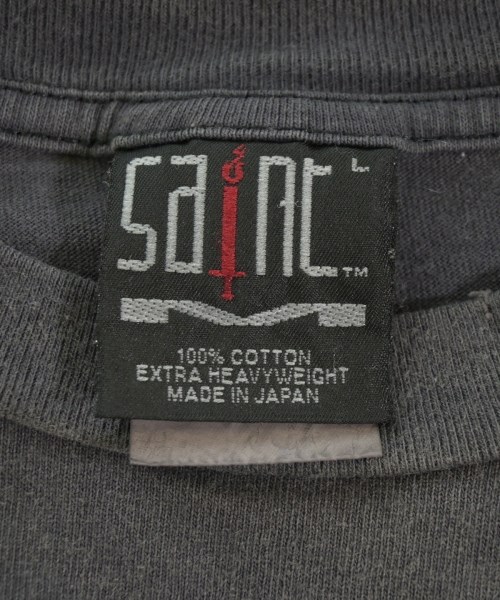 saint L
™
100% COTTON
EXTRA HEAVYWEIGHT
MADE IN JAPAN